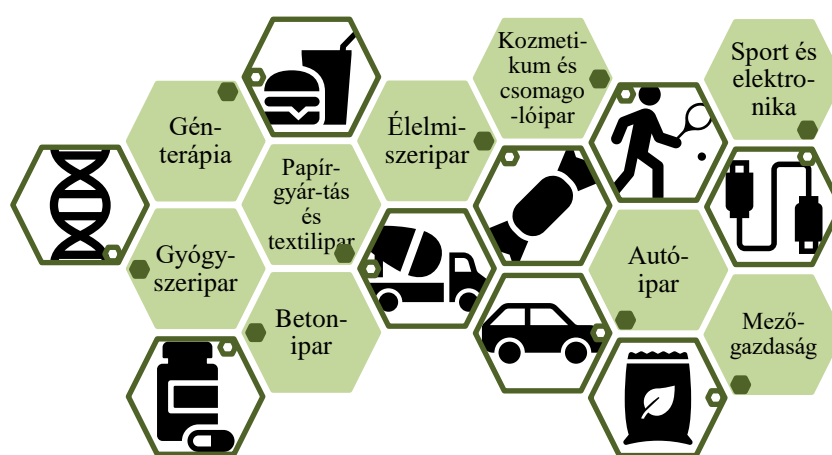 Kozmeti-
kum és
csomago
-lóipar
Sport és
elektro-
nika
Gén-
terápia
Élelmi-
szeripar
Papír-
gyár-tás
és
textilipar
Gyógy-
szeripar
Autó-
ipar
Beton-
ipar
Mező-
gazdaság